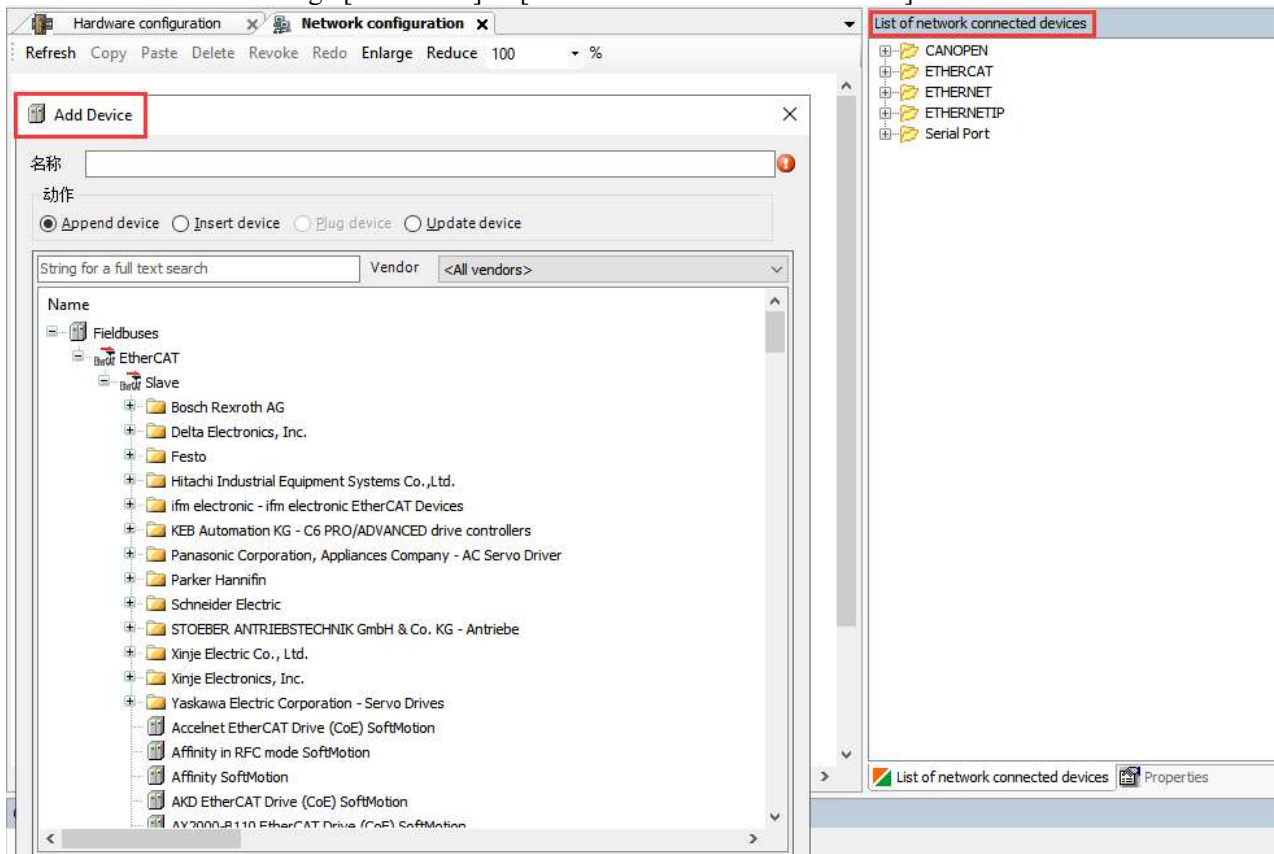 Hardware configuration Network configuration
Refresh Copy Paste Delete Revoke Redo Enlarge Reduce 100 %
Add Device
名称
动作
Append device Insert device Plug device Update device
String for a full text search Vendor <All vendors>
Name
Fieldbuses
EtherCAT
Slave
Bosch Rexroth AG
Delta Electronics, Inc.
Festo
Hitachi Industrial Equipment Systems Co.,Ltd.
ifm electronic - ifm electronic EtherCAT Devices
KEB Automation KG - C6 PRO/ADVANCED drive controllers
Panasonic Corporation, Appliances Company - AC Servo Driver
Parker Hannifin
Schneider Electric
STOEBER ANTRIEBSTECHNIK GmbH & Co. KG - Antriebe
Xinje Electric Co., Ltd.
Xinje Electronics, Inc.
Yaskawa Electric Corporation - Servo Drives
Accelnet EtherCAT Drive (CoE) SoftMotion
Affinity in RFC mode SoftMotion
Affinity SoftMotion
AKD EtherCAT Drive (CoE) SoftMotion
AX2000-B110 EtherCAT Drive (CoE) SoftMotion
List of network connected devices
CANOPEN
ETHERCAT
ETHERNET
ETHERNETIP
Serial Port
List of network connected devices Properties